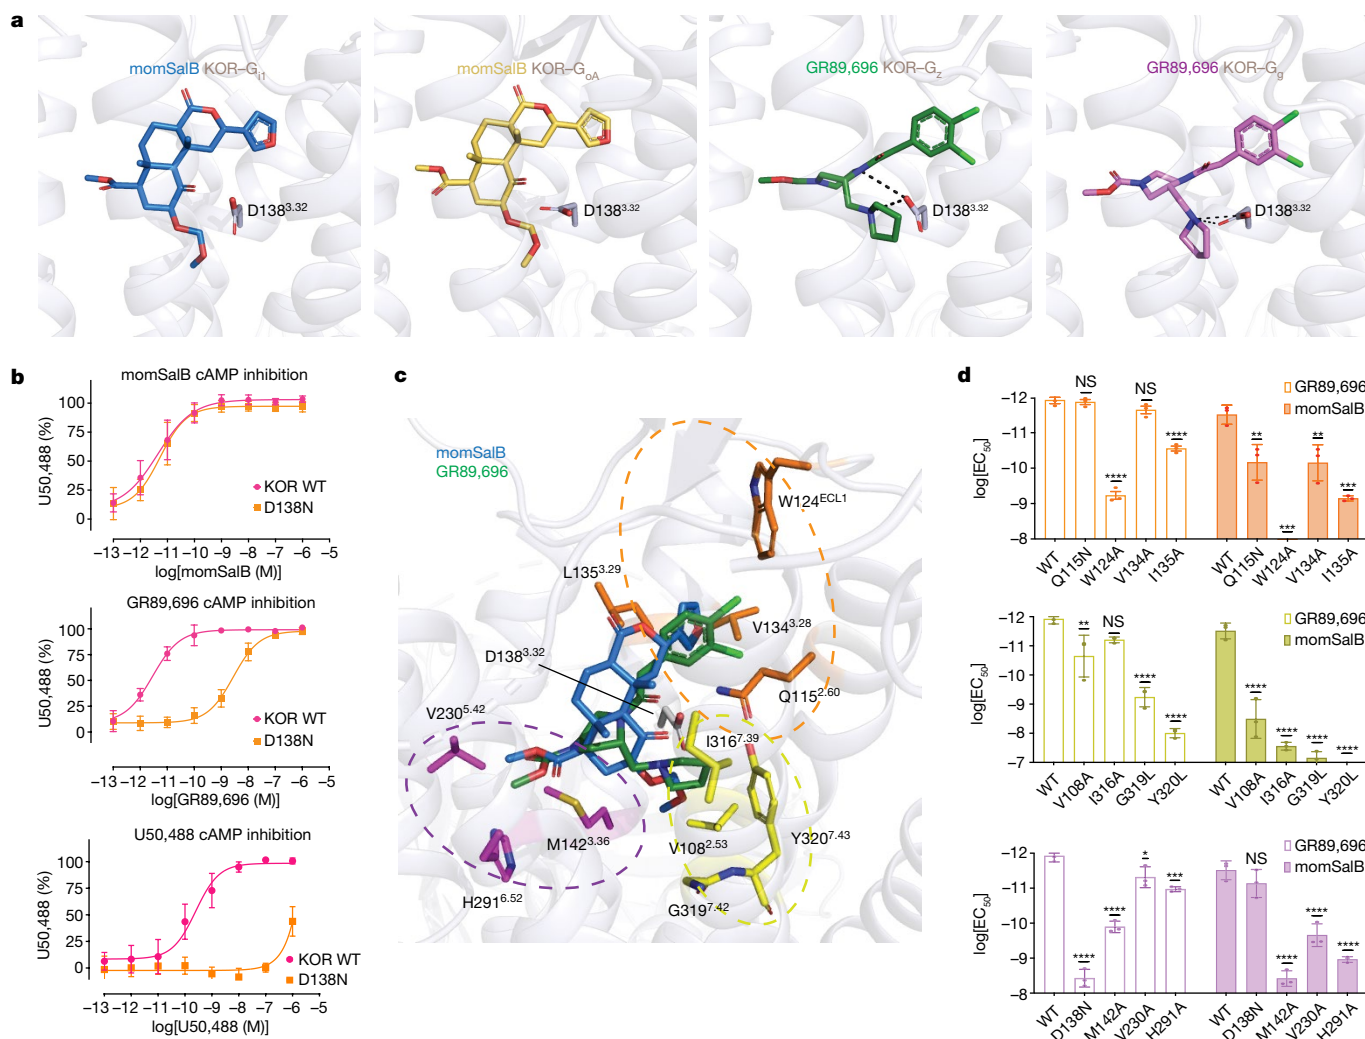 a
momSalB KOR–Gi1
D1383.32
momSalB KOR–GoA
D1383.32
GR89,696 KOR–Gz
D1383.32
GR89,696 KOR–Gg
D1383.32
b
momSalB cAMP inhibition
U50,488 (%)
100
75
50
25
0
KOR WT
D138N
−13 −12 −11 −10 −9 −8 −7 −6 −5
log[momSalB (M)]
GR89,696 cAMP inhibition
U50,488 (%)
100
75
50
25
0
KOR WT
D138N
−13 −12 −11 −10 −9 −8 −7 −6 −5
log[GR89,696 (M)]
U50,488 cAMP inhibition
U50,488 (%)
100
75
50
25
0
KOR WT
D138N
−13 −12 −11 −10 −9 −8 −7 −6 −5
log[U50,488 (M)]
c
momSalB
GR89,696
W124ECL1
L1353.29
V1343.28
D1383.32
Q1152.60
V2305.42
I3167.39
M1423.36
V1082.53
Y3207.43
H2916.52
G3197.42
d
GR89,696
momSalB
log[EC50]
−12
−11
−10
−9
−8
NS
****
NS
****
**
***
**
***
WT Q115N W124A V134A I135A WT Q115N W124A V134A I135A
GR89,696
momSalB
log[EC50]
−12
−11
−10
−9
−8
−7
**
NS
****
****
****
****
****
****
WT V108A I316A G319L Y320L WT V108A I316A G319L Y320L
GR89,696
momSalB
log[EC50]
−12
−11
−10
−9
−8
****
****
*
***
NS
****
****
****
WT D138N M142A V230A H291A WT D138N M142A V230A H291A